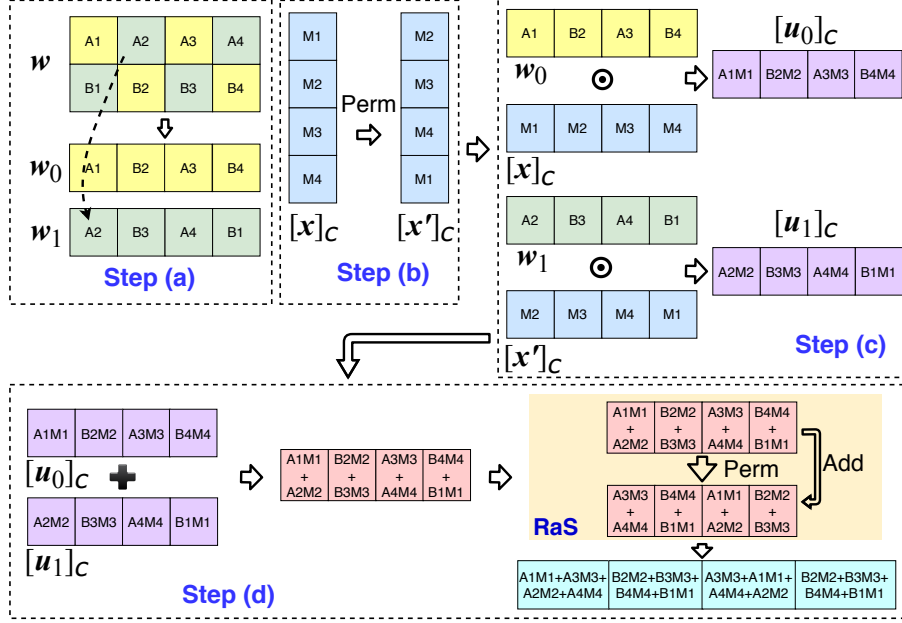 w
A1 A2 A3 A4
B1 B2 B3 B4
w0
A1 B2 A3 B4
w1
A2 B3 A4 B1
Step (a)
M1
M2
M3
M4
[x]C
Perm
M2
M3
M4
M1
[x′]C
Step (b)
A1 B2 A3 B4
w0
⊙
M1 M2 M3 M4
[x]C
[u0]C
A1M1 B2M2 A3M3 B4M4
A2 B3 A4 B1
w1
⊙
M2 M3 M4 M1
[x′]C
[u1]C
A2M2 B3M3 A4M4 B1M1
Step (c)
A1M1 B2M2 A3M3 B4M4
[u0]C
A2M2 B3M3 A4M4 B1M1
[u1]C
Step (d)
A1M1 B2M2 A3M3 B4M4
+ + + +
A2M2 B3M3 A4M4 B1M1
A1M1 B2M2 A3M3 B4M4
+ + + +
A2M2 B3M3 A4M4 B1M1
Perm
Add
A3M3 B4M4 A1M1 B2M2
+ + + +
A4M4 B1M1 A2M2 B3M3
RaS
A1M1+A3M3+ B2M2+B3M3+ A3M3+A1M1+ B2M2+B3M3+
A2M2+A4M4 B4M4+B1M1 A4M4+A2M2 B4M4+B1M1